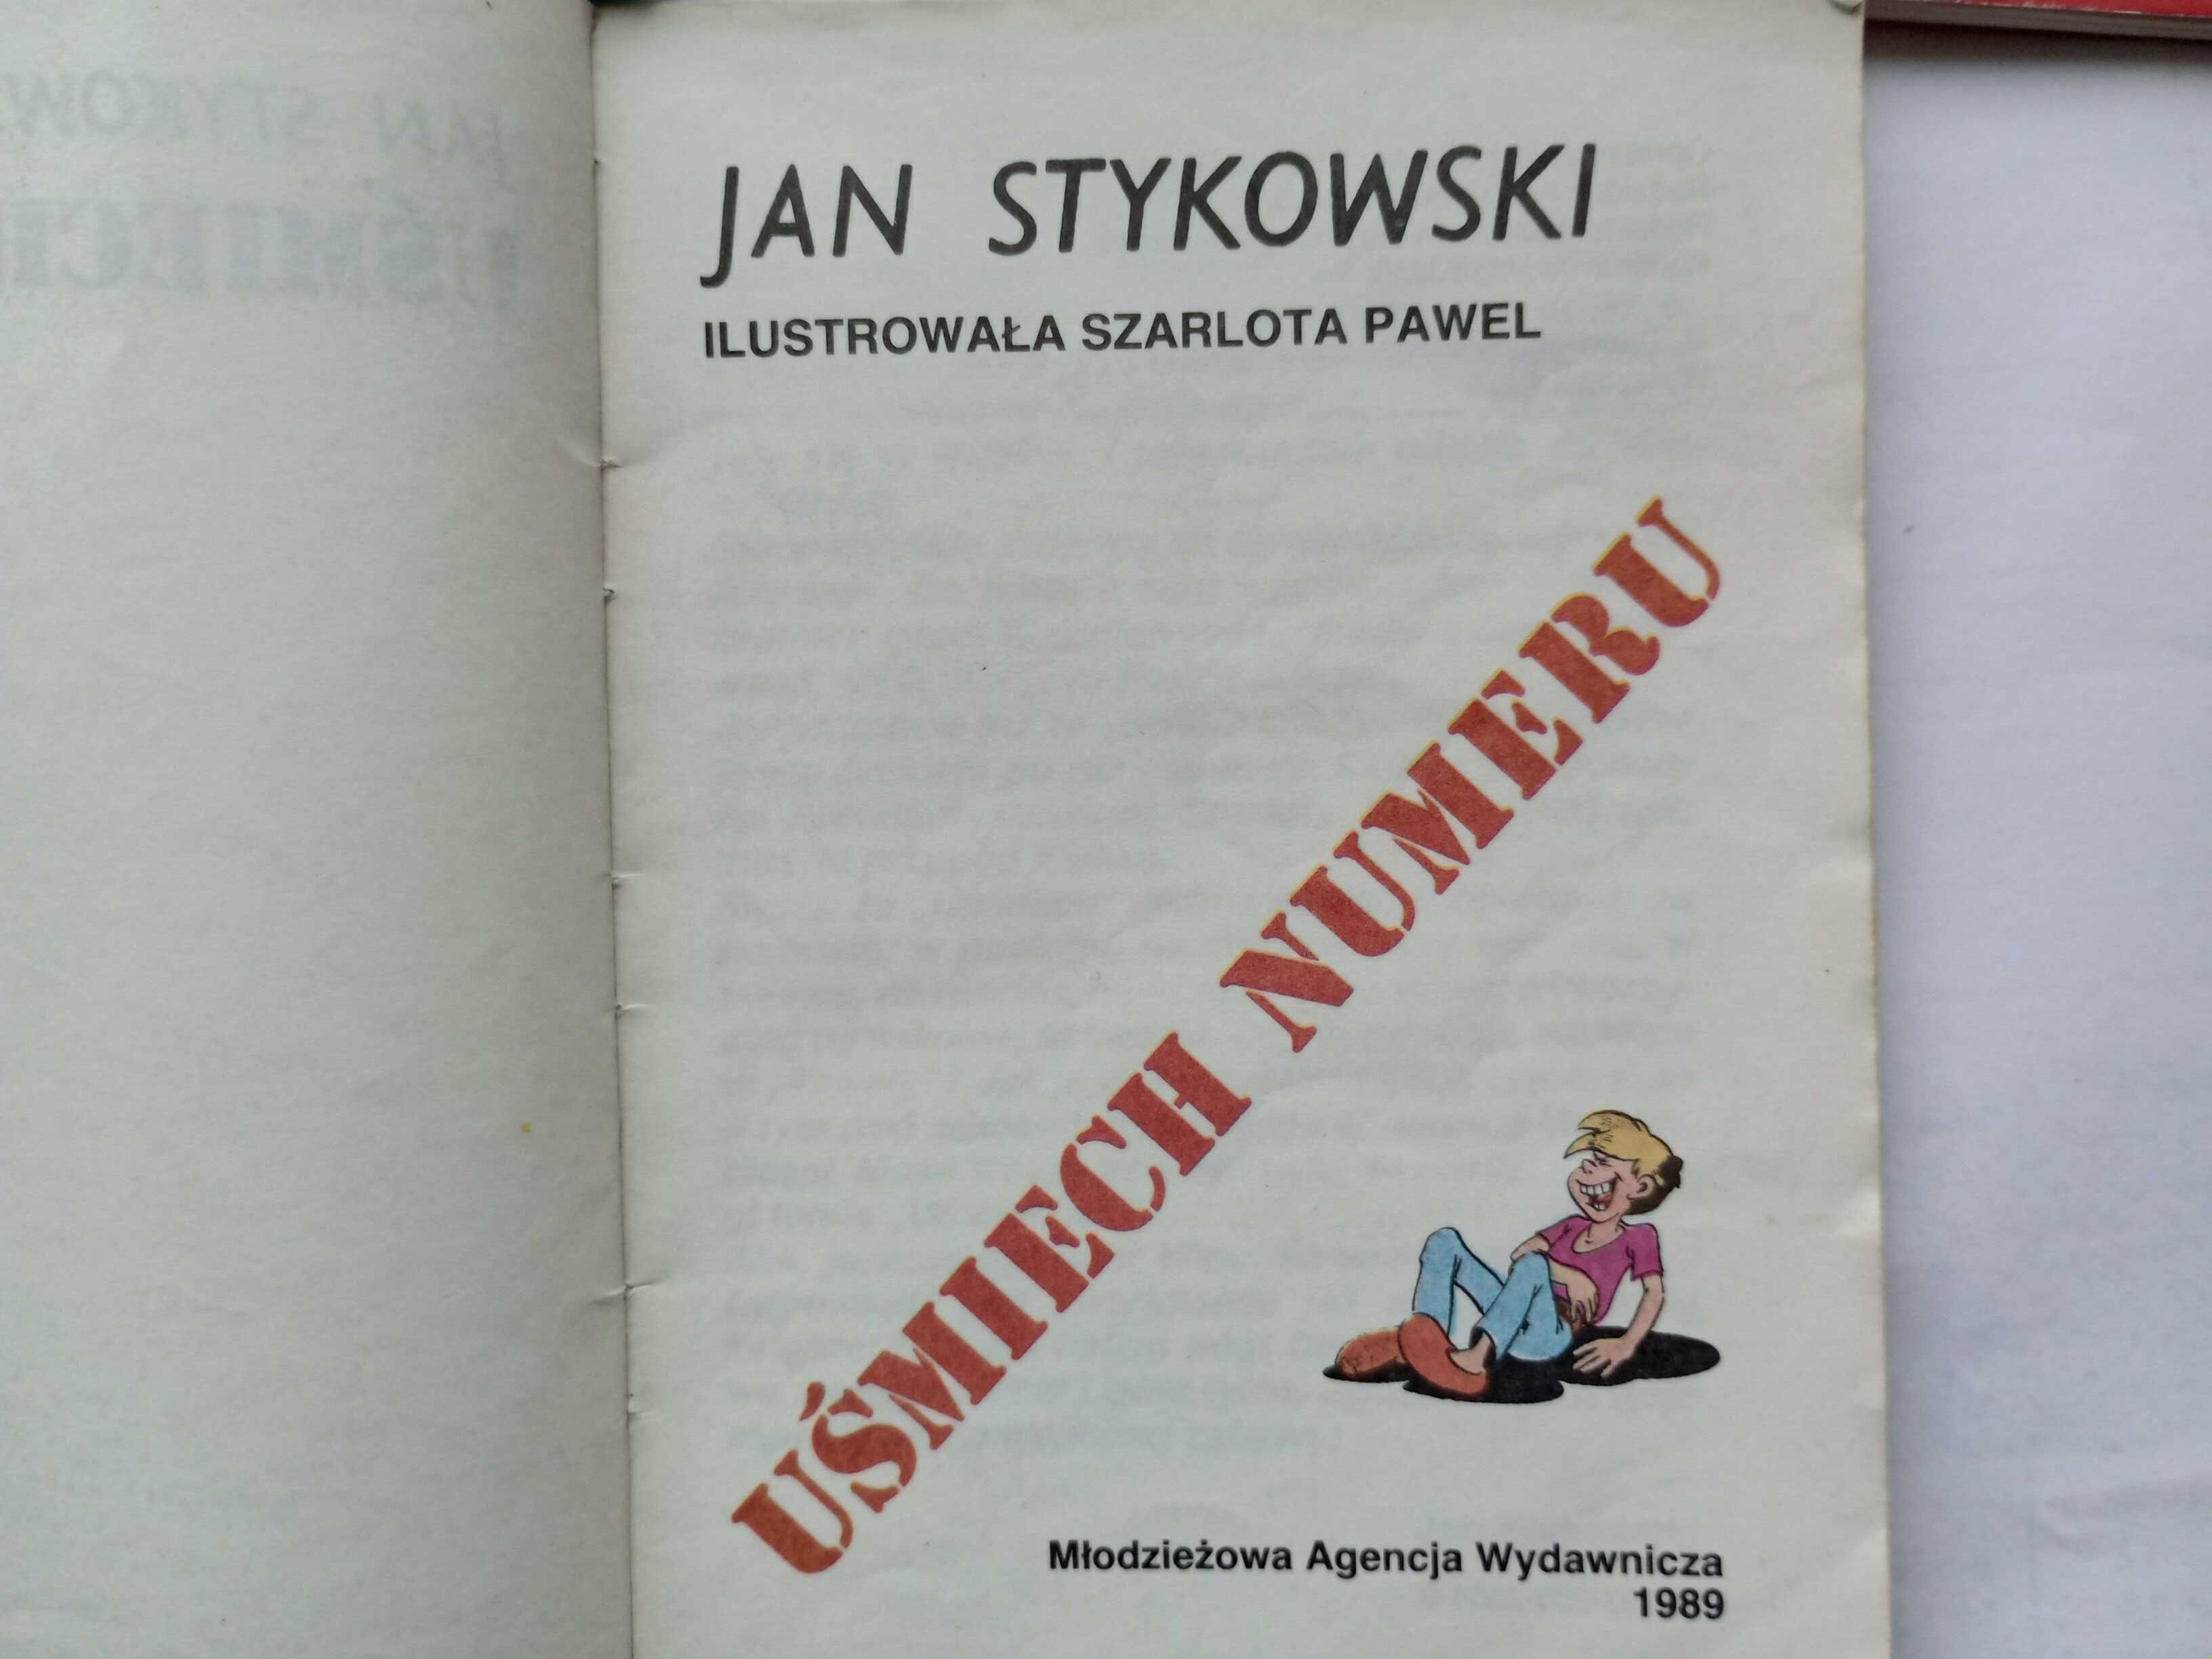 JAN STYKOWSKI
ILUSTROWAŁA SZARLOTA PAWEL
UŚMIECH NUMERU
Młodzieżowa Agencja Wydawnicza
1989